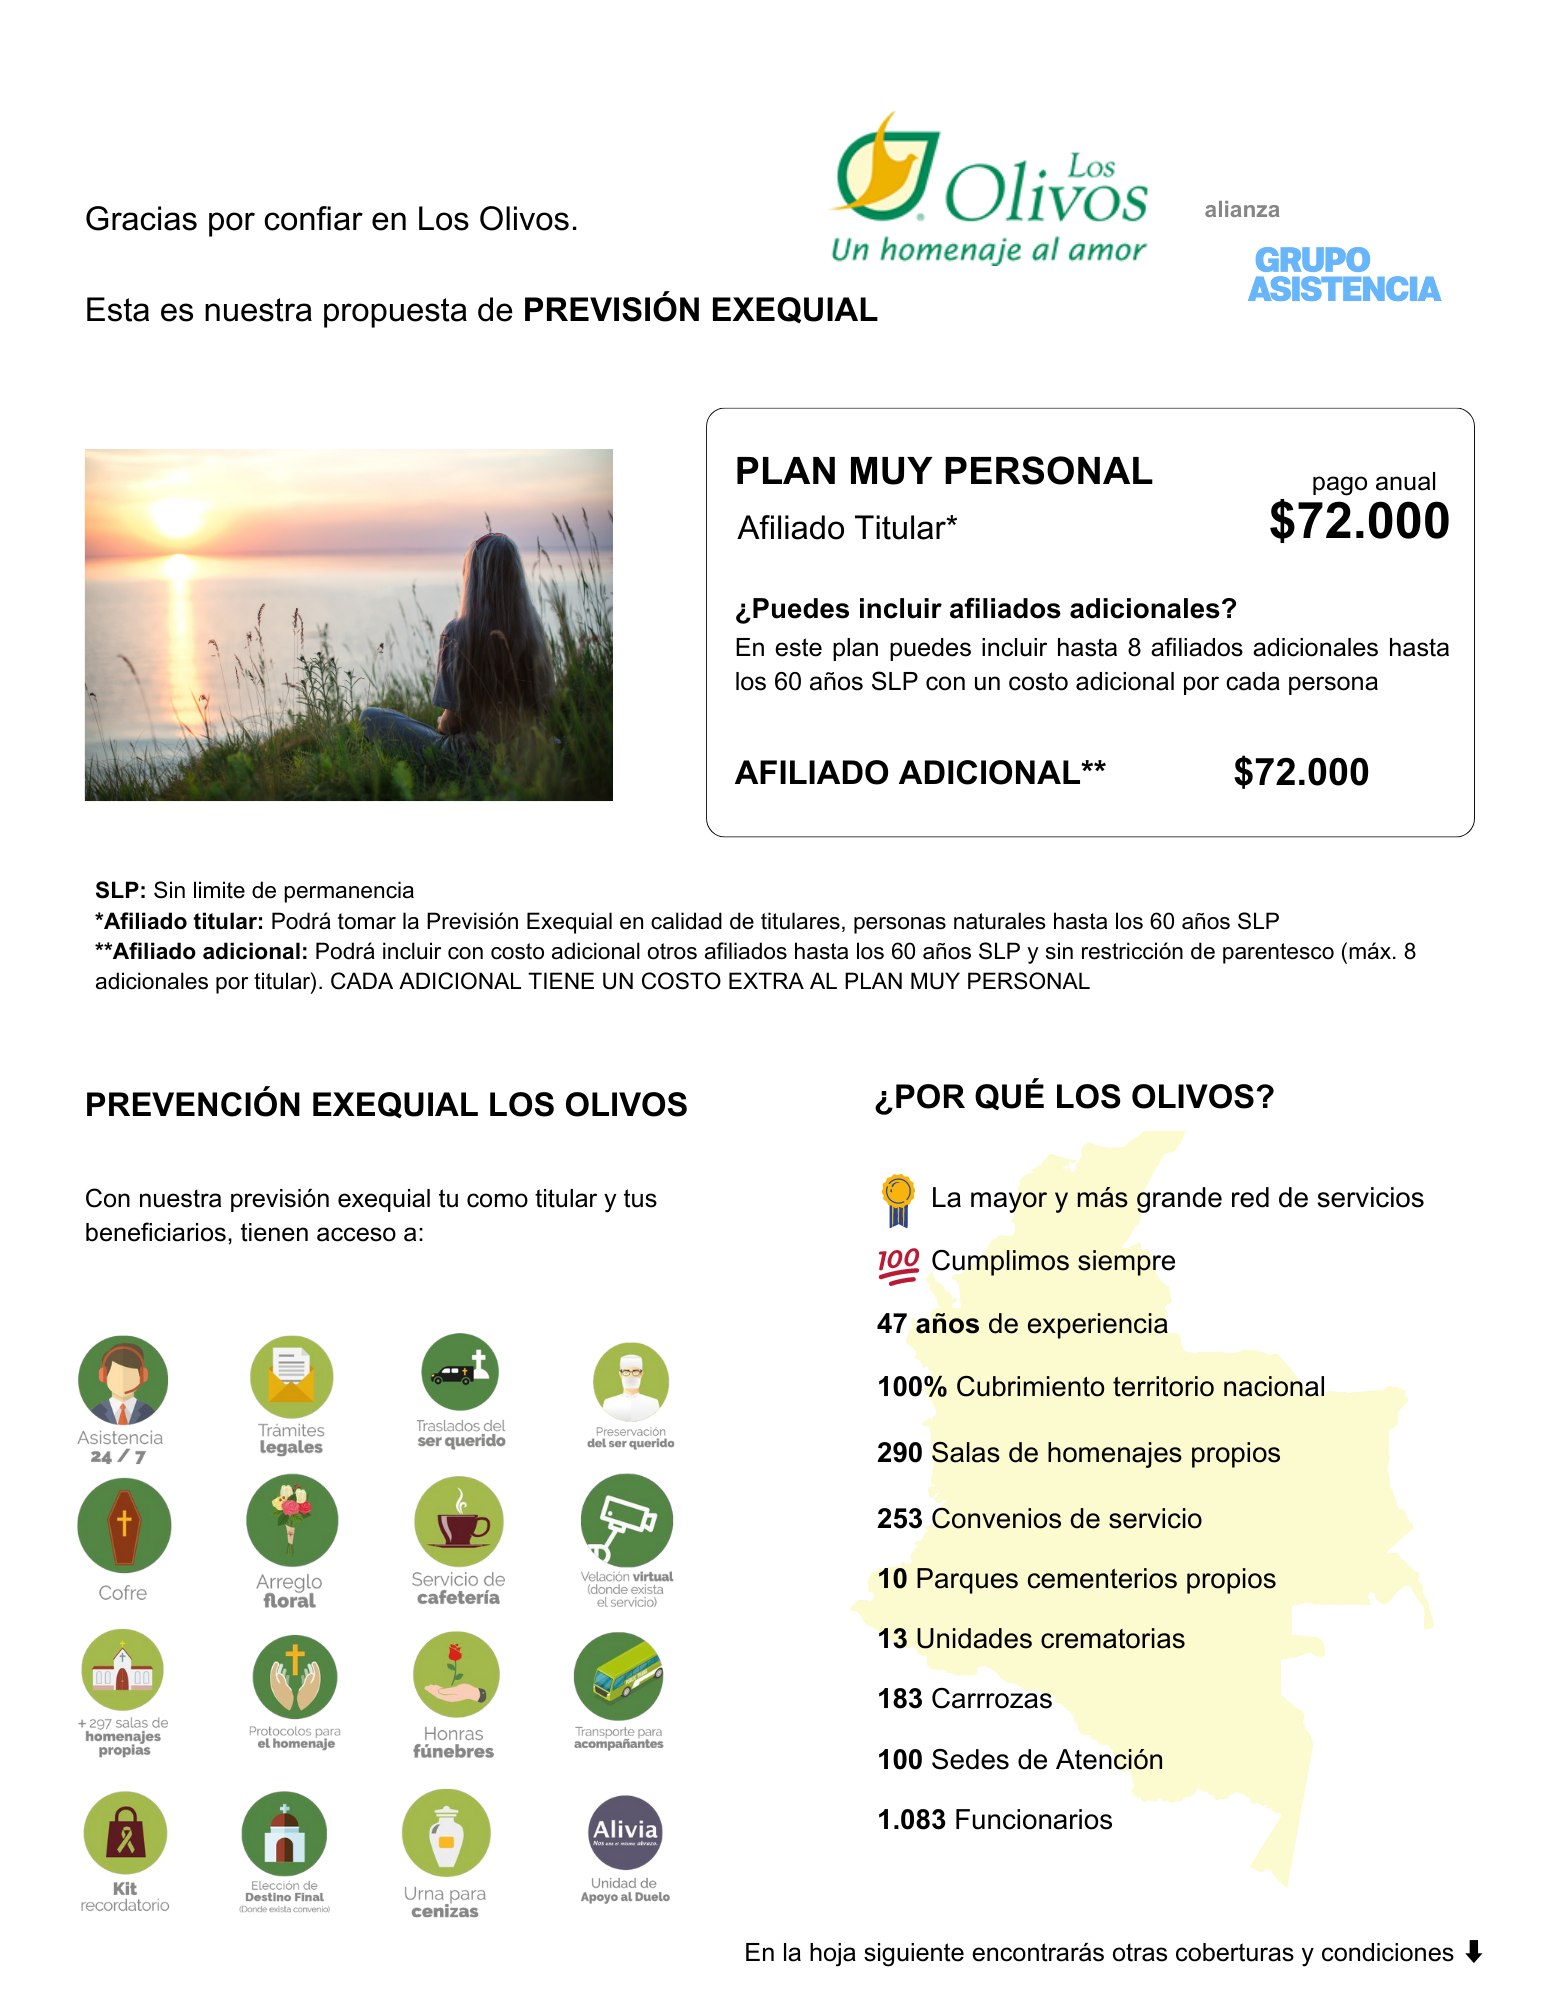 Los
Olivos
Un homenaje al amor
alianza
GRUPO
ASISTENCIA
Gracias por confiar en Los Olivos.
Esta es nuestra propuesta de PREVISIÓN EXEQUIAL
PLAN MUY PERSONAL
pago anual
Afiliado Titular*
$72.000
¿Puedes incluir afiliados adicionales?
En este plan puedes incluir hasta 8 afiliados adicionales hasta
los 60 años SLP con un costo adicional por cada persona
AFILIADO ADICIONAL** $72.000
SLP: Sin limite de permanencia
*Afiliado titular: Podrá tomar la Previsión Exequial en calidad de titulares, personas naturales hasta los 60 años SLP
**Afiliado adicional: Podrá incluir con costo adicional otros afiliados hasta los 60 años SLP y sin restricción de parentesco (máx. 8
adicionales por titular). CADA ADICIONAL TIENE UN COSTO EXTRA AL PLAN MUY PERSONAL
PREVENCIÓN EXEQUIAL LOS OLIVOS
Con nuestra previsión exequial tu como titular y tus
beneficiarios, tienen acceso a:
Asistencia
24 / 7
Trámites
legales
Traslados del
ser querido
Preservación
del ser querido
Cofre
Arreglo
floral
Servicio de
cafetería
Velación virtual
(donde exista
el servicio)
+ 297 salas de
homenajes
propias
Protocolos para
el homenaje
Honras
fúnebres
Transporte para
acompañantes
Kit
recordatorio
Elección de
Destino Final
(Donde exista convenio)
Urna para
cenizas
Alivia
Nos une el mismo abrazo.
Unidad de
Apoyo al Duelo
¿POR QUÉ LOS OLIVOS?
La mayor y más grande red de servicios
100 Cumplimos siempre
47 años de experiencia
100% Cubrimiento territorio nacional
290 Salas de homenajes propios
253 Convenios de servicio
10 Parques cementerios propios
13 Unidades crematorias
183 Carrrozas
100 Sedes de Atención
1.083 Funcionarios
En la hoja siguiente encontrarás otras coberturas y condiciones